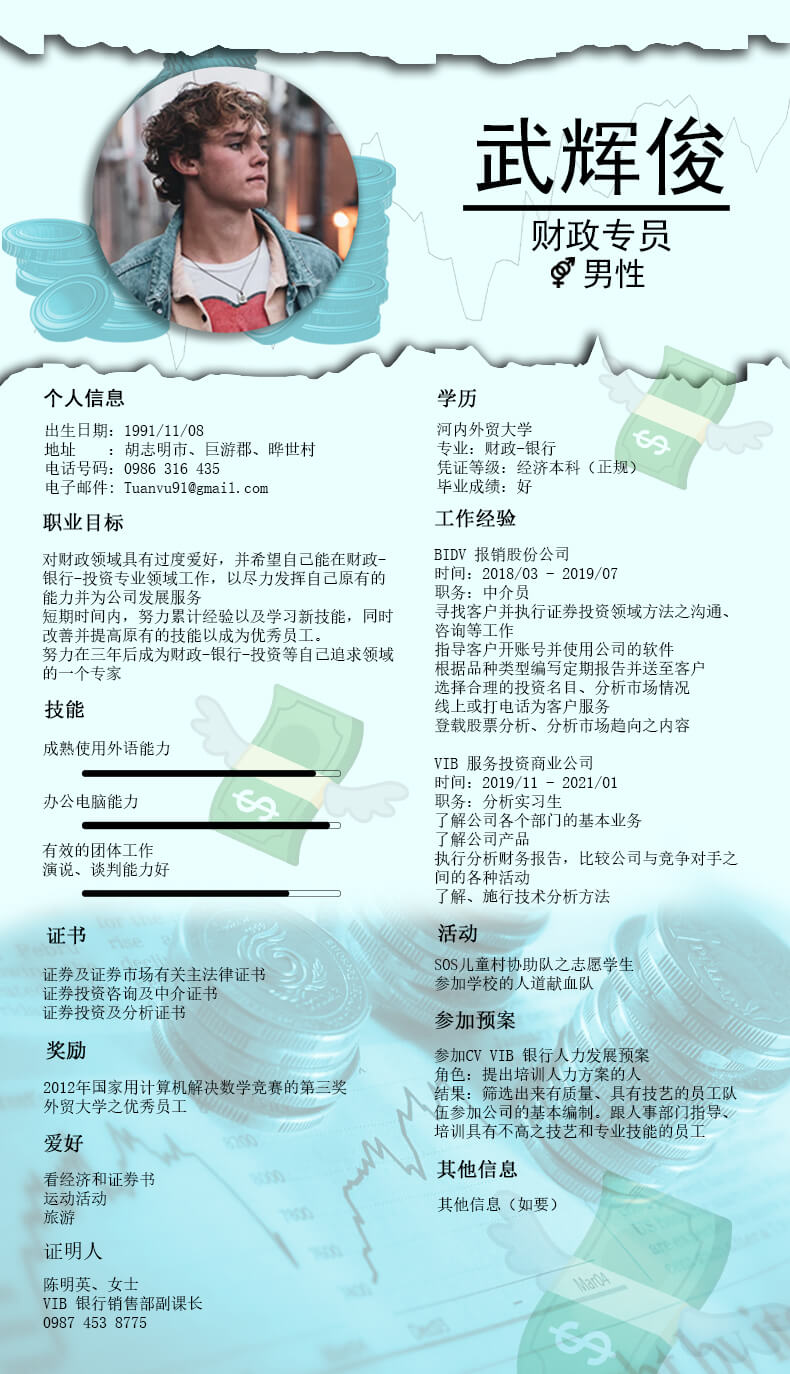 武辉俊
财政专员
男性
个人信息
出生日期: 1991/11/08
地址　　: 胡志明市、巨游郡、晔世村
电话号码: 0986 316 435
电子邮件: Tuanvu91@gmail.com
职业目标
对财政领域具有过度爱好，并希望自己能在财政-
银行-投资专业领域工作，以尽力发挥自己原有的
能力并为公司发展服务
短期时间内，努力累计经验以及学习新技能，同时
改善并提高原有的技能以成为优秀员工。
努力在三年后成为财政-银行-投资等自己追求领域
的一个专家
技能
成熟使用外语能力
办公电脑能力
有效的团体工作
演说、谈判能力好
证书
证券及证券市场有关主法律证书
证券投资咨询及中介证书
证券投资及分析证书
奖励
2012年国家用计算机解决数学竞赛的第三奖
外贸大学之优秀员工
爱好
看经济和证券书
运动活动
旅游
证明人
陈明英、女士
VIB 银行销售部副课长
0987 453 8775
学历
河内外贸大学
专业: 财政-银行
凭证等级: 经济本科（正规）
毕业成绩: 好
工作经验
BIDV 报销股份公司
时间: 2018/03 - 2019/07
职务: 中介员
寻找客户并执行证券投资领域方法之沟通、
咨询等工作
指导客户开账号并使用公司的软件
根据品种类型编写定期报告并送至客户
选择合理的投资名目、分析市场情况
线上或打电话为客户服务
登载股票分析、分析市场趋向之内容
VIB 服务投资商业公司
时间: 2019/11 - 2021/01
职务: 分析实习生
了解公司各个部门的基本业务
了解公司产品
执行分析财务报告，比较公司与竞争对手之
间的各种活动
了解、施行技术分析方法
活动
SOS儿童村协助队之志愿学生
参加学校的人道献血队
参加预案
参加CV VIB 银行人力发展预案
角色: 提出培训人力方案的人
结果: 筛选出来有质量、具有技艺的员工队
伍参加公司的基本编制。跟人事部门指导、
培训具有不高之技艺和专业技能的员工
其他信息
其他信息（如要）